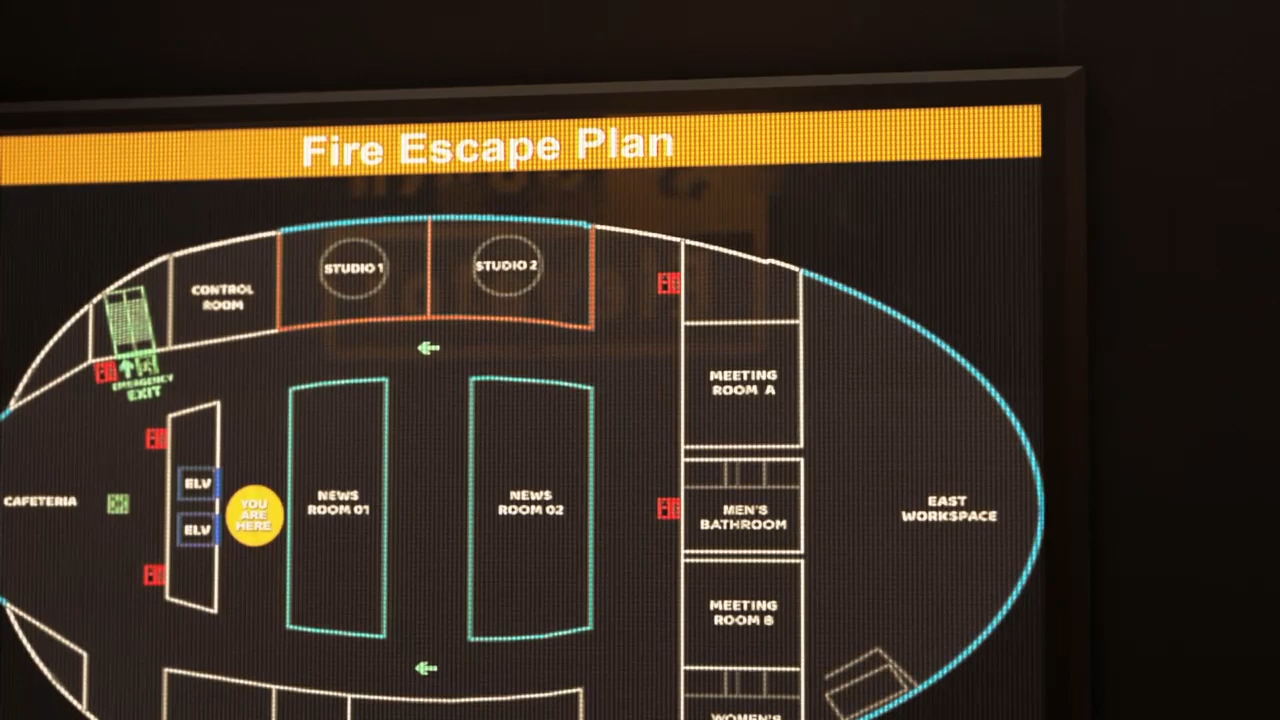 Fire Escape Plan
STUDIO 1
STUDIO 2
CONTROL
ROOM
EMERGENCY
EXIT
MEETING
ROOM A
CAFETERIA
ELV
ELV
YOU
ARE
HERE
NEWS
ROOM 01
NEWS
ROOM 02
MEN'S
BATHROOM
EAST
WORKSPACE
MEETING
ROOM B
WOMEN'S